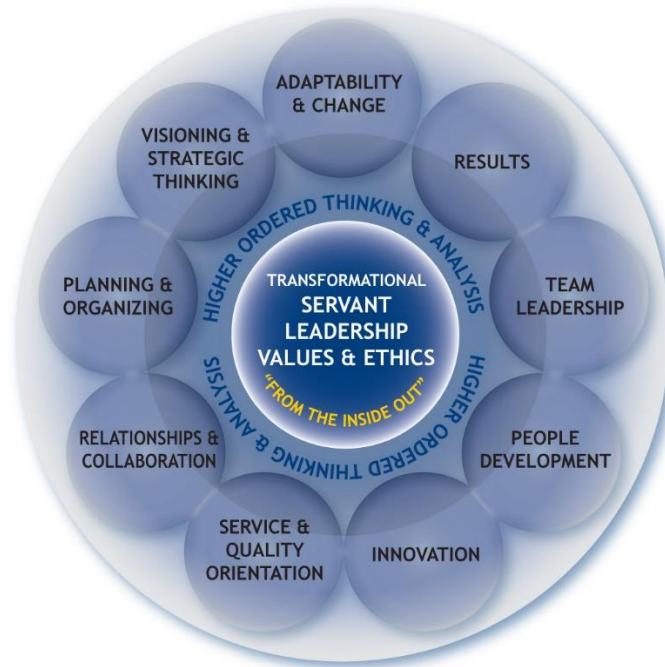 ADAPTABILITY
& CHANGE
RESULTS
TEAM
LEADERSHIP
PEOPLE
DEVELOPMENT
INNOVATION
SERVICE &
QUALITY
ORIENTATION
RELATIONSHIPS &
COLLABORATION
PLANNING &
ORGANIZING
VISIONING &
STRATEGIC
THINKING
HIGHER ORDERED THINKING & ANALYSIS
HIGHER ORDERED THINKING & ANALYSIS
TRANSFORMATIONAL
SERVANT
LEADERSHIP
VALUES & ETHICS
"FROM THE INSIDE OUT"